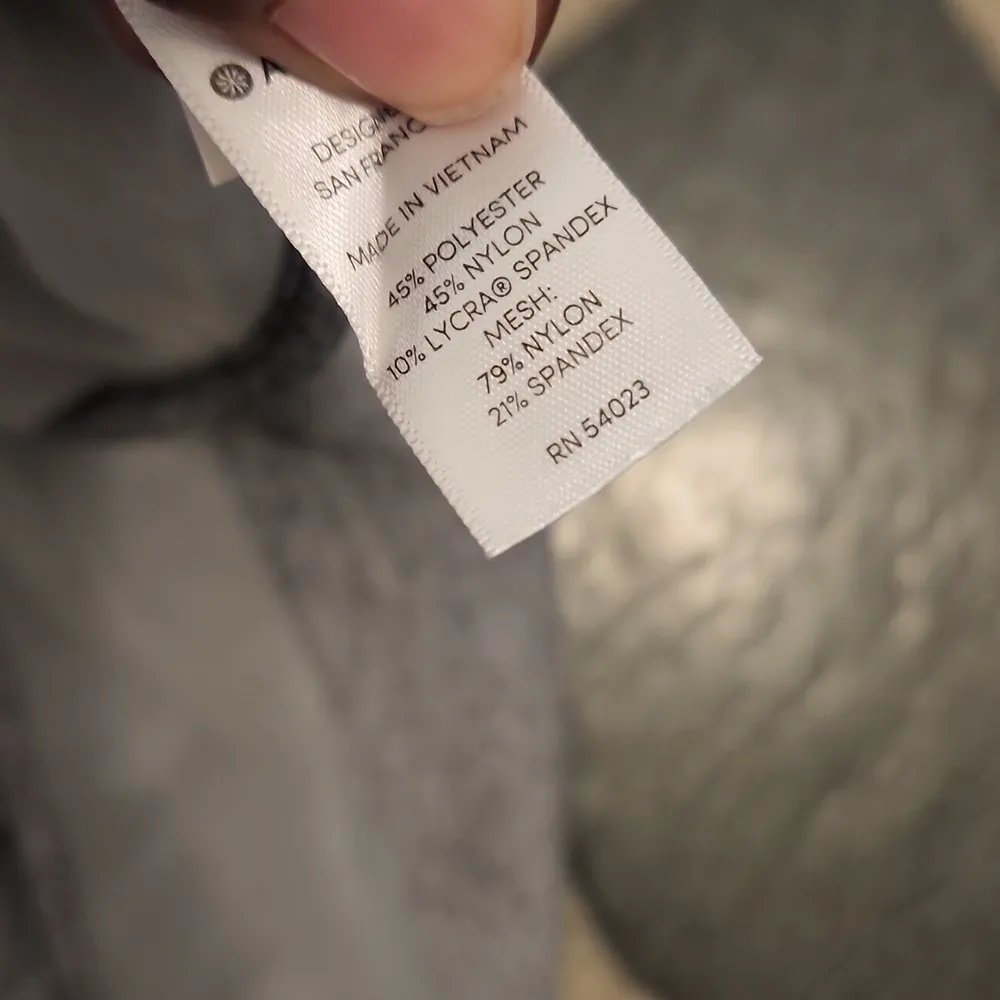 MADE IN VIETNAM
45% POLYESTER
45% NYLON
10% LYCRA® SPANDEX
MESH:
79% NYLON
21% SPANDEX
RN 54023